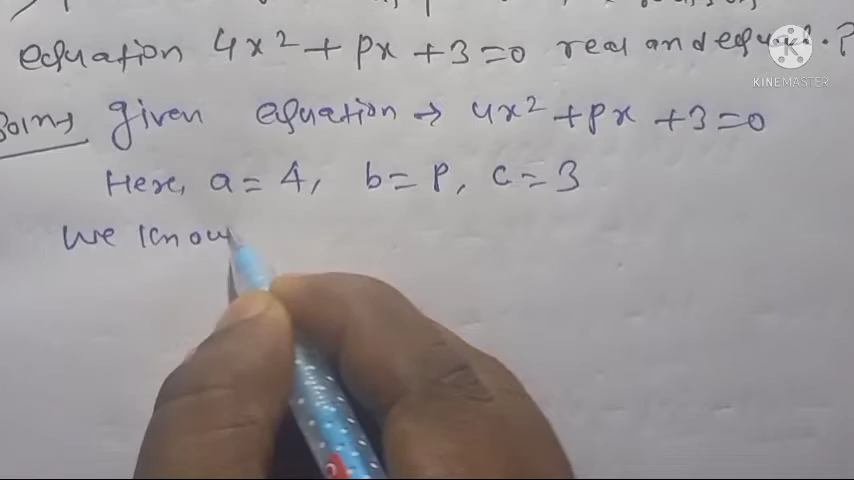 equation 4x² + px + 3 = 0 real and equal. ?
KINEMASTER
Soln> given equation → 4x² + px + 3 = 0
Here, a = 4, b = p, c = 3
We know